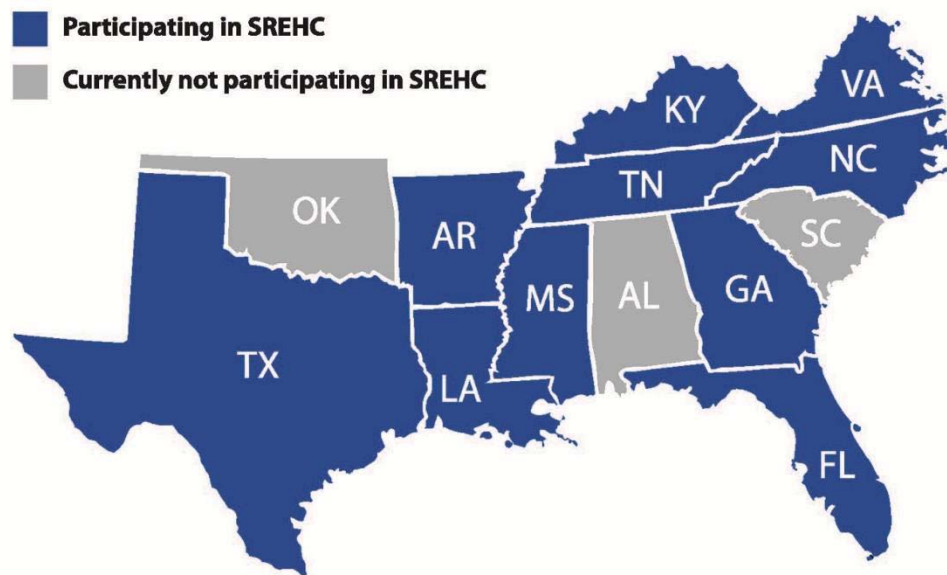 Participating in SREHC
Currently not participating in SREHC
VA
KY
NC
TN
OK
AR
SC
MS
AL
GA
TX
LA
FL